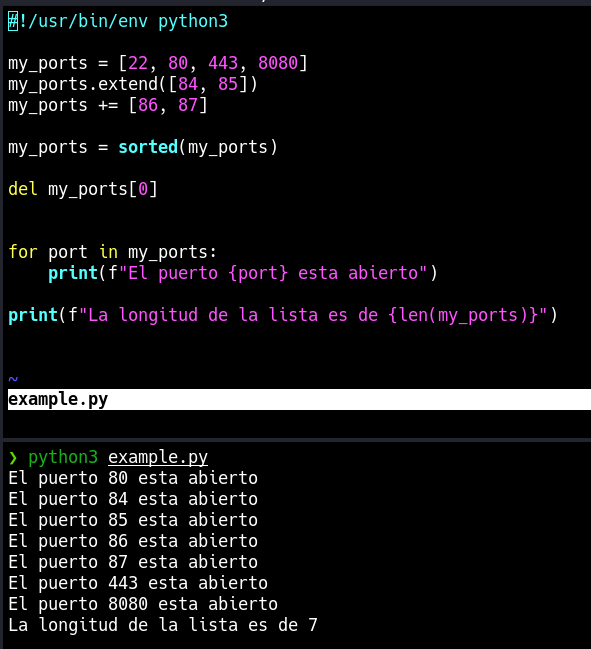 #!/usr/bin/env python3
my_ports = [22, 80, 443, 8080]
my_ports.extend([84, 85])
my_ports += [86, 87]
my_ports = sorted(my_ports)
del my_ports[0]
for port in my_ports:
    print(f"El puerto {port} esta abierto")
print(f"La longitud de la lista es de {len(my_ports)}")
~
example.py
❯ python3 example.py
El puerto 80 esta abierto
El puerto 84 esta abierto
El puerto 85 esta abierto
El puerto 86 esta abierto
El puerto 87 esta abierto
El puerto 443 esta abierto
El puerto 8080 esta abierto
La longitud de la lista es de 7